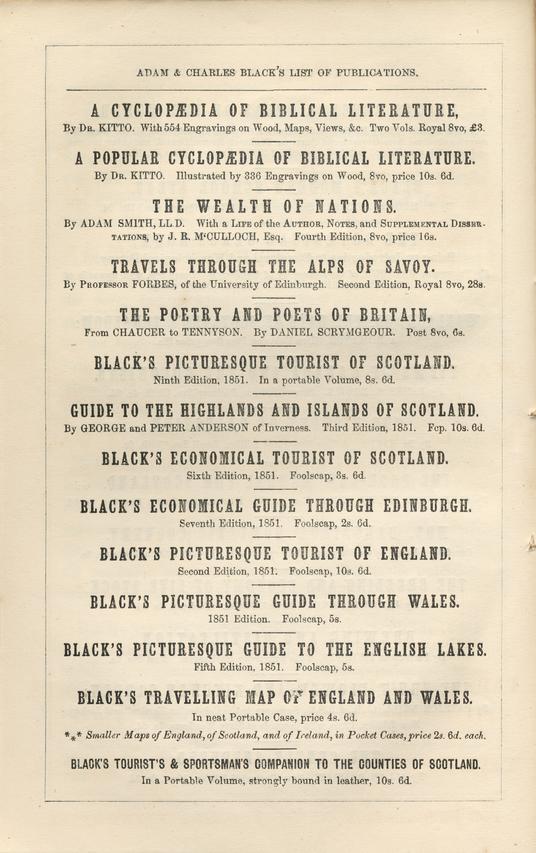 ADAM & CHARLES BLACK'S LIST OF PUBLICATIONS.
A CYCLOPÆDIA OF BIBLICAL LITERATURE,
By DR. KITTO. With 554 Engravings on Wood, Maps, Views, &c. Two Vols. Royal 8vo, £3.
A POPULAR CYCLOPÆDIA OF BIBLICAL LITERATURE.
By DR. KITTO. Illustrated by 336 Engravings on Wood, 8vo, price 10s. 6d.
THE WEALTH OF NATIONS.
By ADAM SMITH, LL.D. With a LIFE of the AUTHOR, NOTES, and SUPPLEMENTAL DISSER-
TATIONS, by J. R. M'CULLOCH, Esq. Fourth Edition, 8vo, price 16s.
TRAVELS THROUGH THE ALPS OF SAVOY.
By PROFESSOR FORBES, of the University of Edinburgh. Second Edition, Royal 8vo, 28s.
THE POETRY AND POETS OF BRITAIN,
From CHAUCER to TENNYSON. By DANIEL SCRYMGEOUR. Post 8vo, 6s.
BLACK'S PICTURESQUE TOURIST OF SCOTLAND.
Ninth Edition, 1851. In a portable Volume, 8s. 6d.
GUIDE TO THE HIGHLANDS AND ISLANDS OF SCOTLAND.
By GEORGE and PETER ANDERSON of Inverness. Third Edition, 1851. Fcp. 10s. 6d.
BLACK'S ECONOMICAL TOURIST OF SCOTLAND.
Sixth Edition, 1851. Foolscap, 3s. 6d.
BLACK'S ECONOMICAL GUIDE THROUGH EDINBURGH.
Seventh Edition, 1851. Foolscap, 2s. 6d.
BLACK'S PICTURESQUE TOURIST OF ENGLAND.
Second Edition, 1851. Foolscap, 10s. 6d.
BLACK'S PICTURESQUE GUIDE THROUGH WALES.
1851 Edition. Foolscap, 5s.
BLACK'S PICTURESQUE GUIDE TO THE ENGLISH LAKES.
Fifth Edition, 1851. Foolscap, 5s.
BLACK'S TRAVELLING MAP OF ENGLAND AND WALES.
In neat Portable Case, price 4s. 6d.
*** Smaller Maps of England, of Scotland, and of Ireland, in Pocket Cases, price 2s. 6d. each.
BLACK'S TOURIST'S & SPORTSMAN'S COMPANION TO THE COUNTIES OF SCOTLAND.
In a Portable Volume, strongly bound in leather, 10s. 6d.